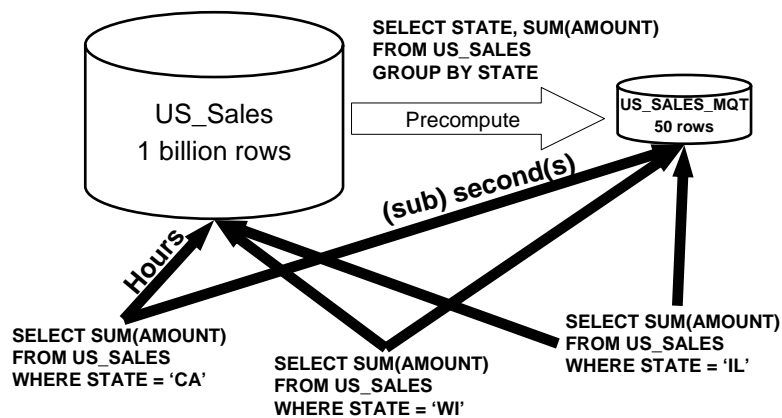 SELECT STATE, SUM(AMOUNT)
FROM US_SALES
GROUP BY STATE
US_Sales
1 billion rows
Precompute
US_SALES_MQT
50 rows
(sub) second(s)
Hours
SELECT SUM(AMOUNT)
FROM US_SALES
WHERE STATE = ‘CA’
SELECT SUM(AMOUNT)
FROM US_SALES
WHERE STATE = ‘WI’
SELECT SUM(AMOUNT)
FROM US_SALES
WHERE STATE = ‘IL’